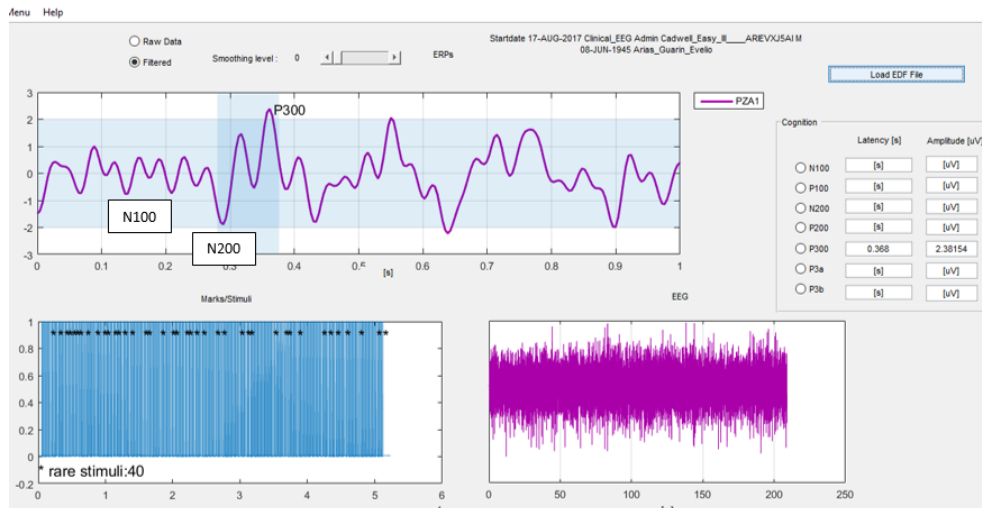 Menu Help
Raw Data
Filtered
Smoothing level : 0
ERPs
Startdate 17-AUG-2017 Clinical_EEG Admin Cadwell_Easy_III____ARIEVXJ5AI M
08-JUN-1945 Arias_Guarin_Evelio
Load EDF File
3
2
1
0
-1
-2
-3
P300
N100
N200
PZA1
0 0.1 0.2 0.3 0.4 0.5 0.6 0.7 0.8 0.9 1
[s]
Cognition
Latency [s] Amplitude [uV]
N100 [s] [uV]
P100 [s] [uV]
N200 [s] [uV]
P200 [s] [uV]
P300 0.368 2.38154
P3a [s] [uV]
P3b [s] [uV]
Marks/Stimuli
1
0.8
0.6
0.4
0.2
0
-0.2
* rare stimuli:40
0 1 2 3 4 5 6
EEG
0 50 100 150 200 250